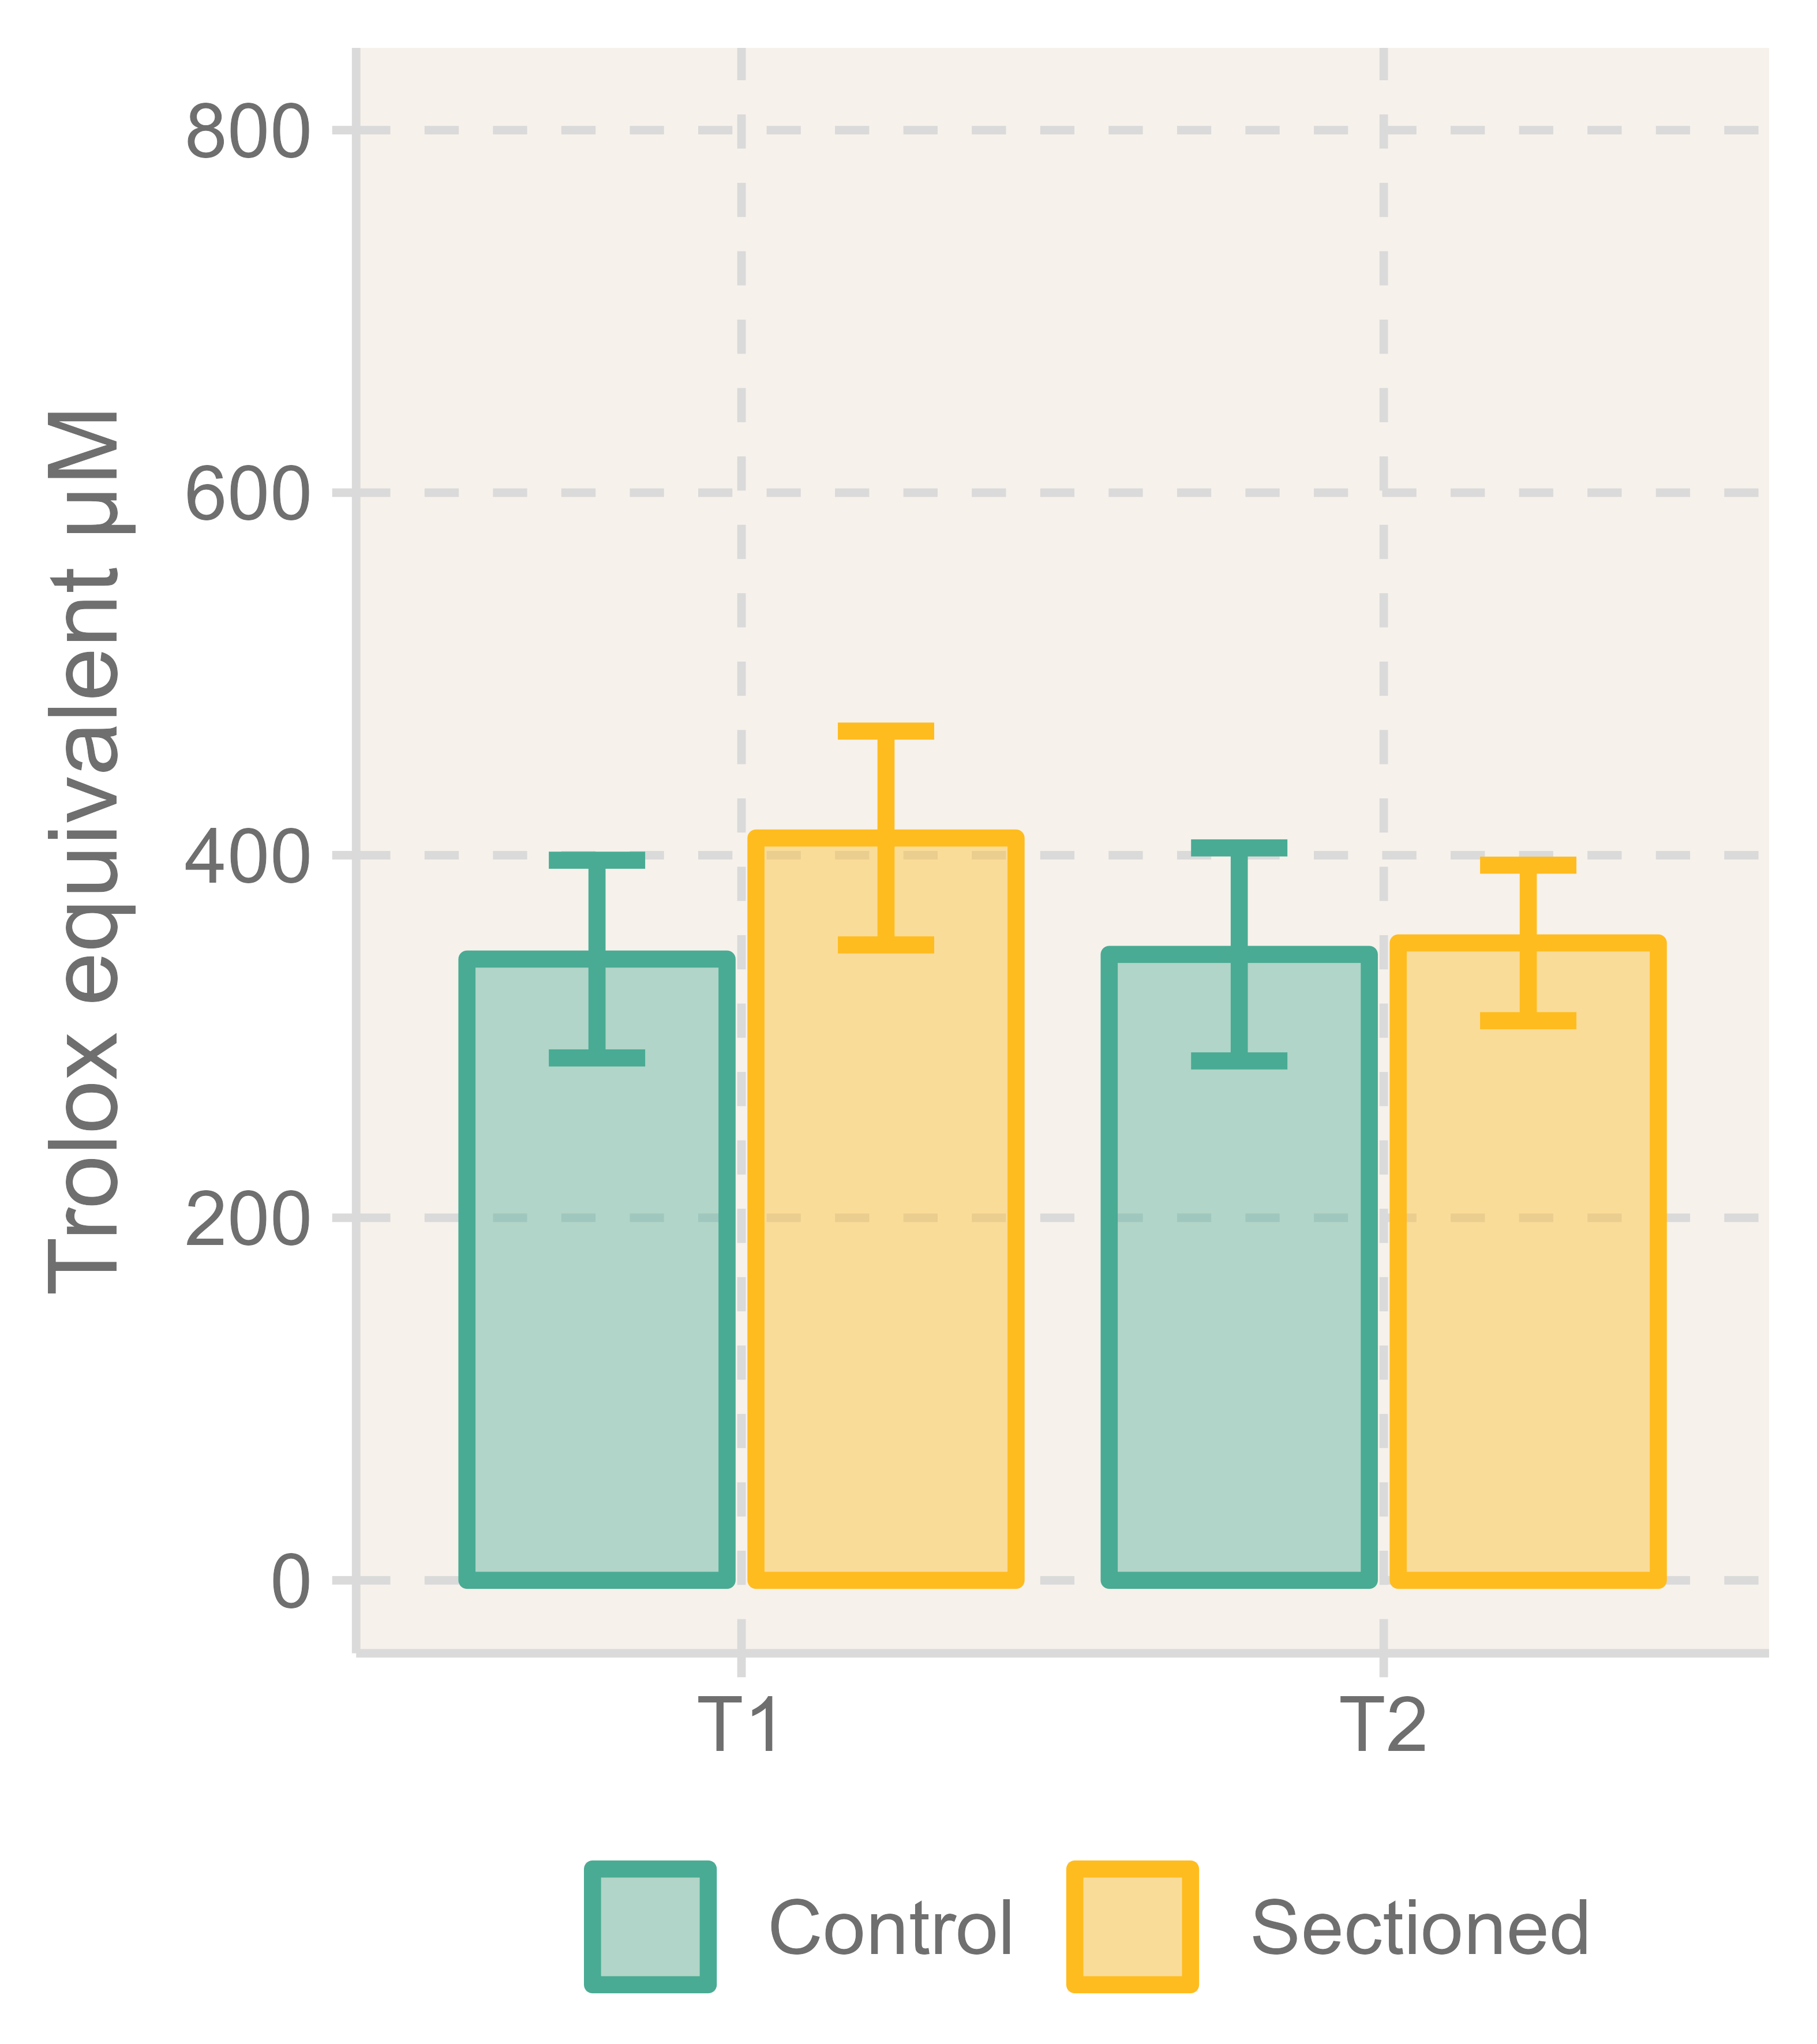 Trolox equivalent µM
800
600
400
200
0
T1 T2
Control Sectioned